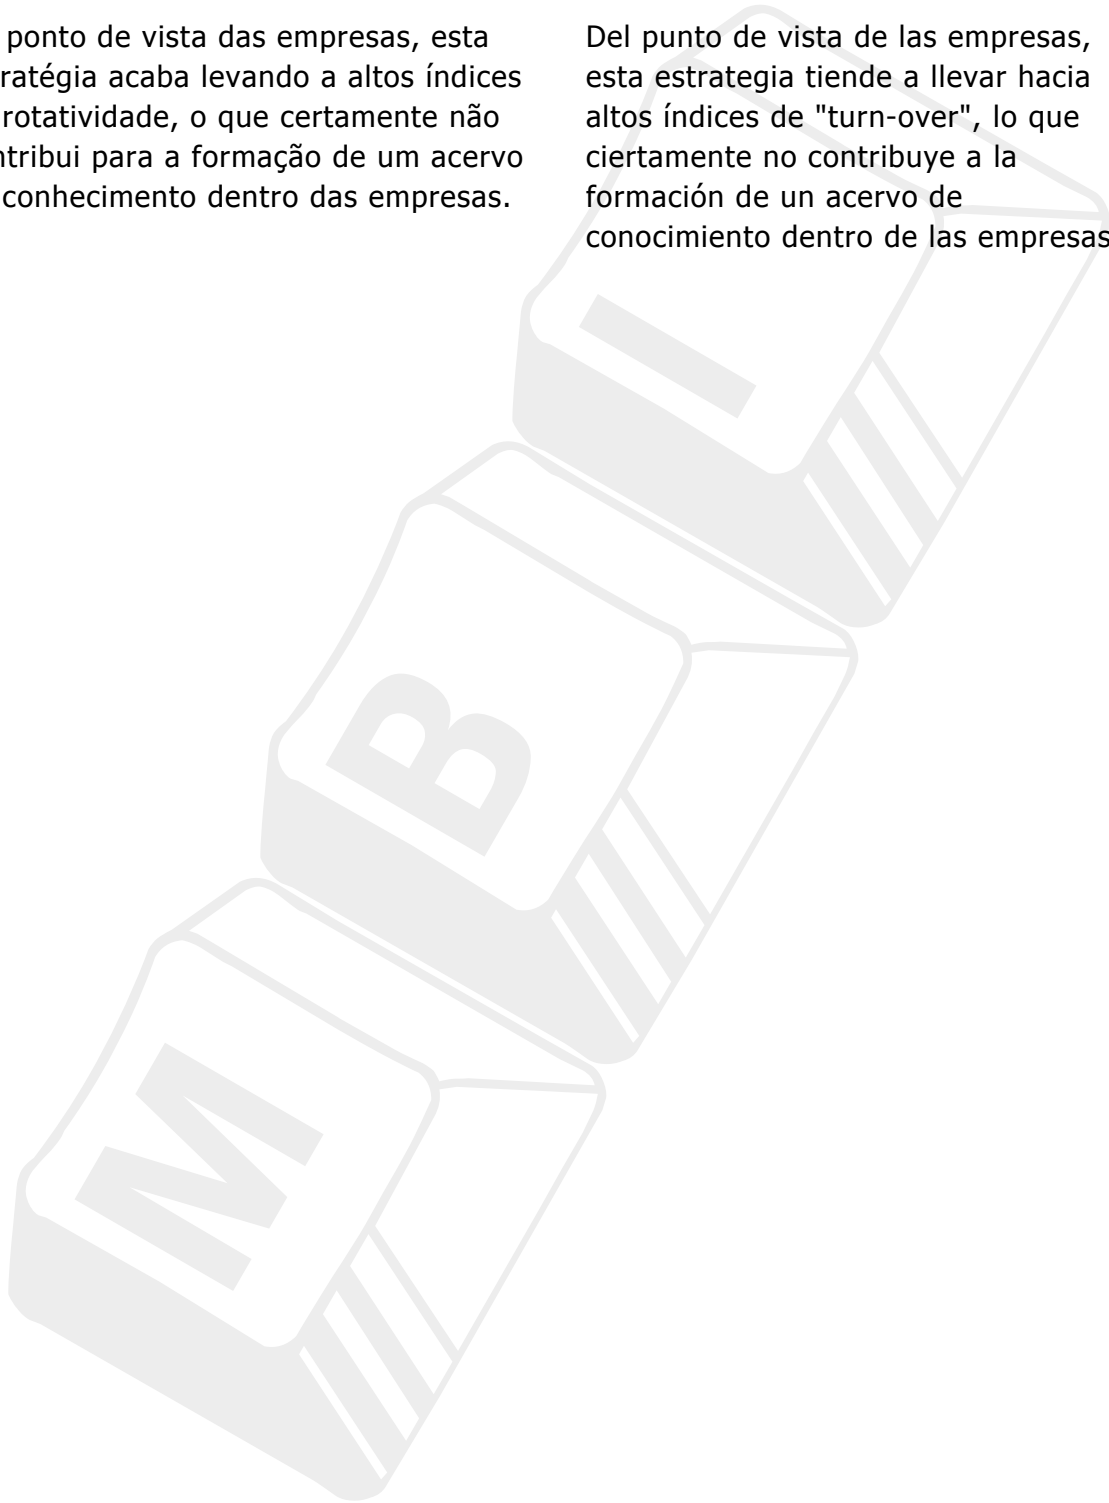 ponto de vista das empresas, esta
ratégia acaba levando a altos índices
rotatividade, o que certamente não
ntribui para a formação de um acervo
conhecimento dentro das empresas.
Del punto de vista de las empresas,
esta estrategia tiende a llevar hacia
altos índices de "turn-over", lo que
ciertamente no contribuye a la
formación de un acervo de
conocimiento dentro de las empresas
I
B
M